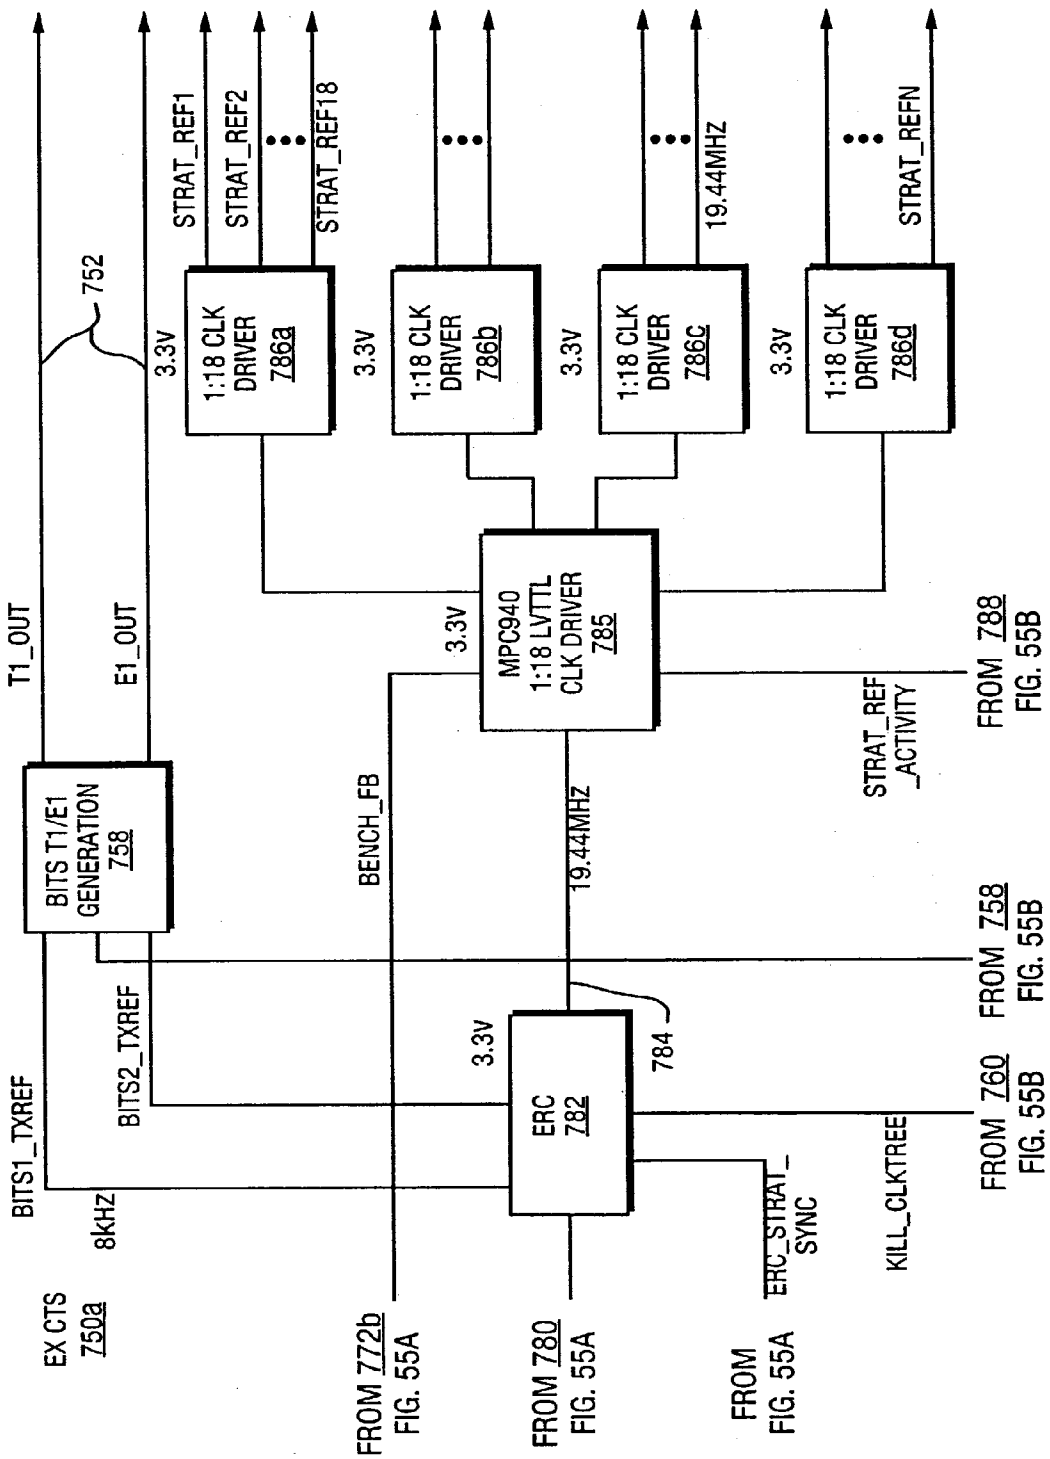 EX CTS
750a
BITS1_TXREF
8KHZ
BITS2_TXREF
BITS T1/E1
GENERATION
758
T1_OUT
E1_OUT
752
FROM 772b
FIG. 55A
BENCH_FB
FROM 780
FIG. 55A
FROM
FIG. 55A
ERC_STRAT_
SYNC
ERC
782
3.3V
784
19.44MHZ
KILL_CLKTREE
FROM 760
FIG. 55B
FROM 758
FIG. 55B
3.3V
MPC940
1:18 LVTTL
CLK DRIVER
785
STRAT_REF
_ACTIVITY
FROM 788
FIG. 55B
3.3V
1:18 CLK
DRIVER
786a
STRAT_REF1
STRAT_REF2
STRAT_REF18
3.3V
1:18 CLK
DRIVER
786b
3.3V
1:18 CLK
DRIVER
786c
19.44MHZ
3.3V
1:18 CLK
DRIVER
786d
STRAT_REFN